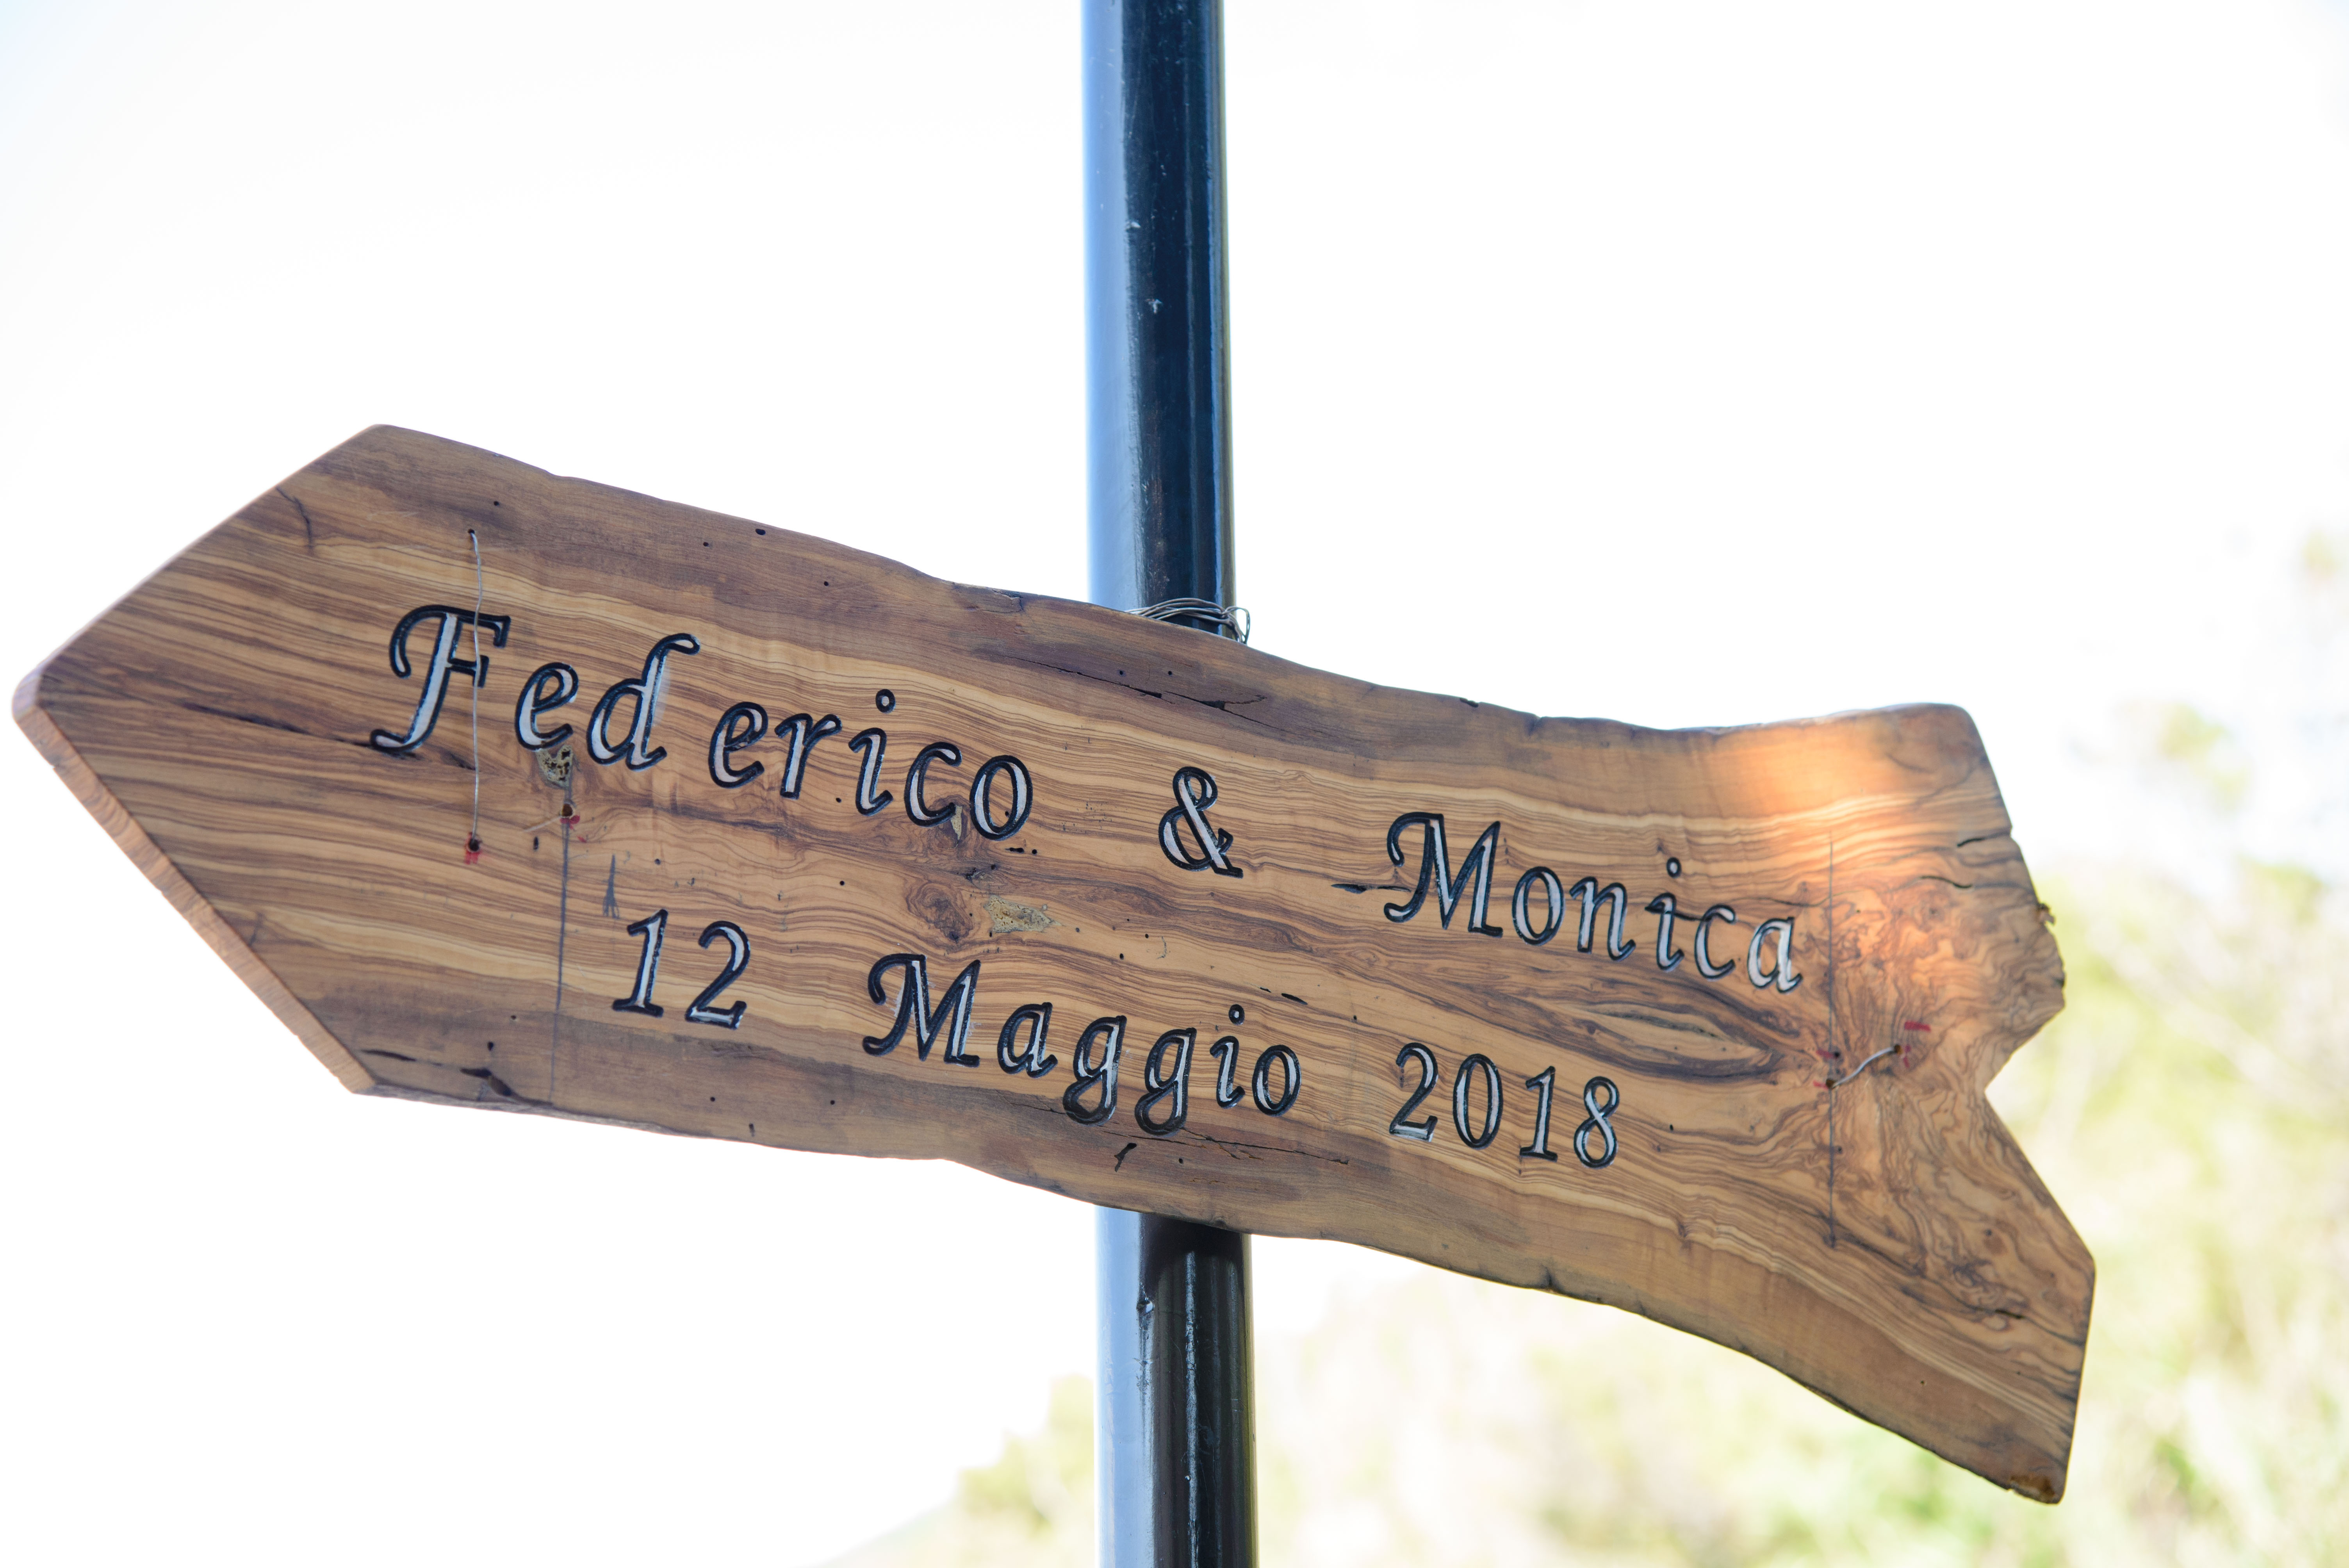 Federico & Monica
12 Maggio 2018